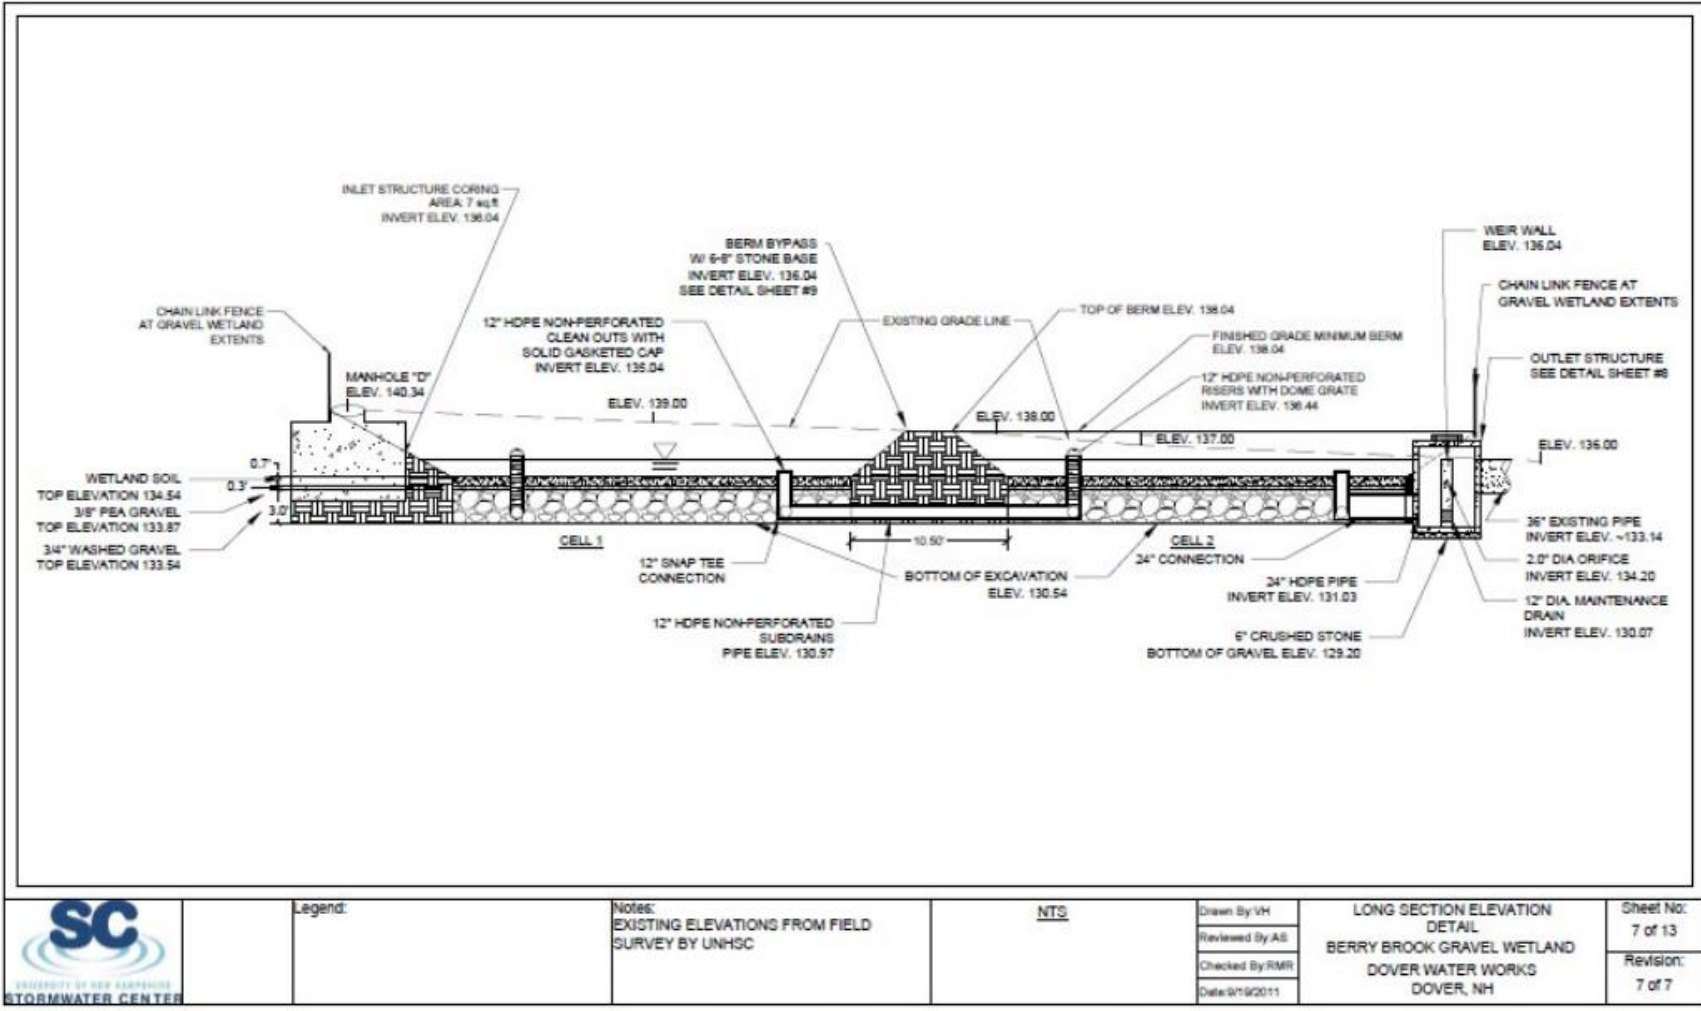 INLET STRUCTURE CORING
AREA: 7 sq.ft
INVERT ELEV. 136.04
BERM BYPASS
W/ 6-8" STONE BASE
INVERT ELEV. 136.04
SEE DETAIL SHEET #9
WEIR WALL
ELEV. 136.04
CHAIN LINK FENCE AT
GRAVEL WETLAND EXTENTS
CHAIN LINK FENCE
AT GRAVEL WETLAND
EXTENTS
12" HDPE NON-PERFORATED
CLEAN OUTS WITH
SOLID GASKETED CAP
INVERT ELEV. 135.04
EXISTING GRADE LINE
TOP OF BERM ELEV. 138.04
FINISHED GRADE MINIMUM BERM
ELEV. 138.04
OUTLET STRUCTURE
SEE DETAIL SHEET #8
MANHOLE "D"
ELEV. 140.34
12" HDPE NON-PERFORATED
RISERS WITH DOME GRATE
INVERT ELEV. 136.44
ELEV. 139.00
ELEV. 138.00
ELEV. 137.00
ELEV. 136.00
0.7'
0.3'
3.0'
WETLAND SOIL
TOP ELEVATION 134.54
3/8" PEA GRAVEL
TOP ELEVATION 133.87
3/4" WASHED GRAVEL
TOP ELEVATION 133.54
CELL 1
10.50'
CELL 2
12" SNAP TEE
CONNECTION
BOTTOM OF EXCAVATION
ELEV. 130.54
24" CONNECTION
24" HDPE PIPE
INVERT ELEV. 131.03
36" EXISTING PIPE
INVERT ELEV. ~133.14
2.0" DIA ORIFICE
INVERT ELEV. 134.20
12" DIA. MAINTENANCE
DRAIN
INVERT ELEV. 130.07
12" HDPE NON-PERFORATED
SUBDRAINS
PIPE ELEV. 130.97
6" CRUSHED STONE
BOTTOM OF GRAVEL ELEV. 129.20
SC
UNIVERSITY OF NEW HAMPSHIRE
STORMWATER CENTER
Legend:
Notes:
EXISTING ELEVATIONS FROM FIELD
SURVEY BY UNHSC
NTS
Drawn By:VH
Reviewed By:AS
Checked By:RMR
Date:9/19/2011
LONG SECTION ELEVATION
DETAIL
BERRY BROOK GRAVEL WETLAND
DOVER WATER WORKS
DOVER, NH
Sheet No:
7 of 13
Revision:
7 of 7